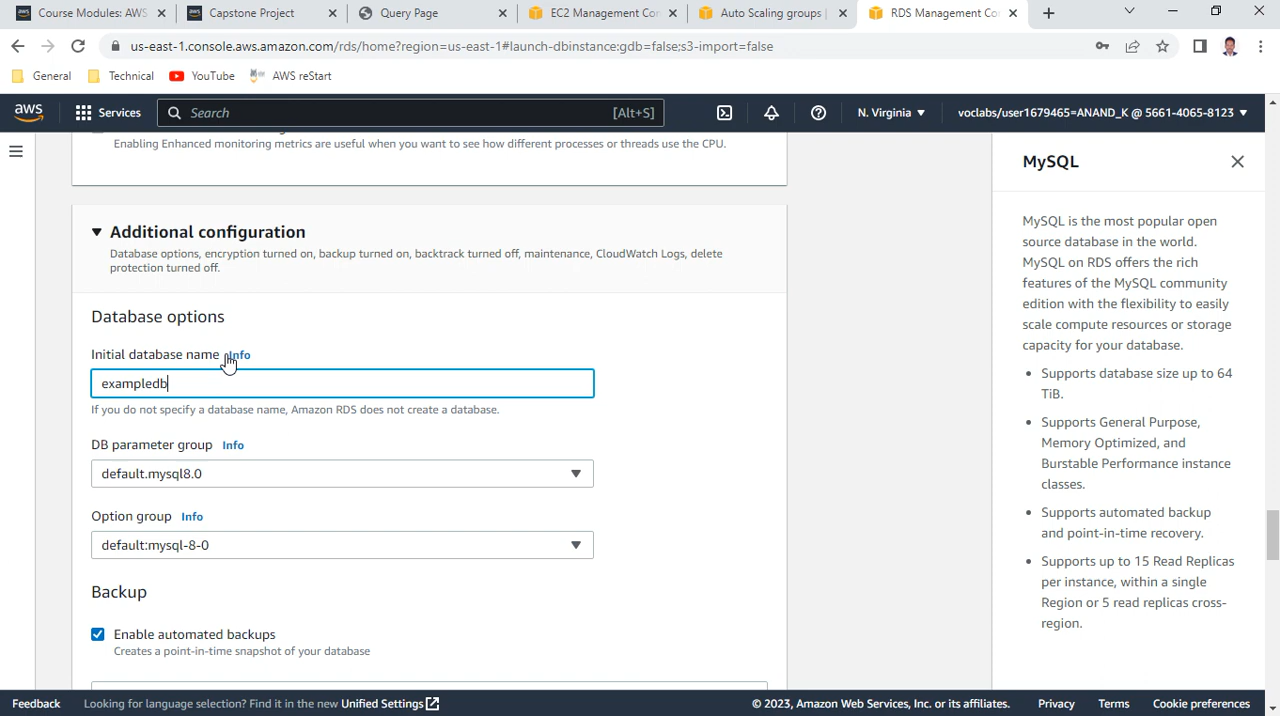 Course Modules: AWS
Capstone Project
Query Page
EC2 Management Co
Auto Scaling groups |
RDS Management Co
us-east-1.console.aws.amazon.com/rds/home?region=us-east-1#launch-dbinstance:gdb=false;s3-import=false
General
Technical
YouTube
AWS reStart
aws
Services
Search
[Alt+S]
N. Virginia
voclabs/user1679465=ANAND_K @ 5661-4065-8123
Enabling Enhanced monitoring metrics are useful when you want to see how different processes or threads use the CPU.
Additional configuration
Database options, encryption turned on, backup turned on, backtrack turned off, maintenance, CloudWatch Logs, delete
protection turned off.
Database options
Initial database name Info
exampledb
If you do not specify a database name, Amazon RDS does not create a database.
DB parameter group Info
default.mysql8.0
Option group Info
default:mysql-8-0
Backup
Enable automated backups
Creates a point-in-time snapshot of your database
MySQL
MySQL is the most popular open
source database in the world.
MySQL on RDS offers the rich
features of the MySQL community
edition with the flexibility to easily
scale compute resources or storage
capacity for your database.
• Supports database size up to 64
TiB.
• Supports General Purpose,
Memory Optimized, and
Burstable Performance instance
classes.
• Supports automated backup
and point-in-time recovery.
• Supports up to 15 Read Replicas
per instance, within a single
Region or 5 read replicas cross-
region.
Feedback
Looking for language selection? Find it in the new Unified Settings
© 2023, Amazon Web Services, Inc. or its affiliates.
Privacy
Terms
Cookie preferences